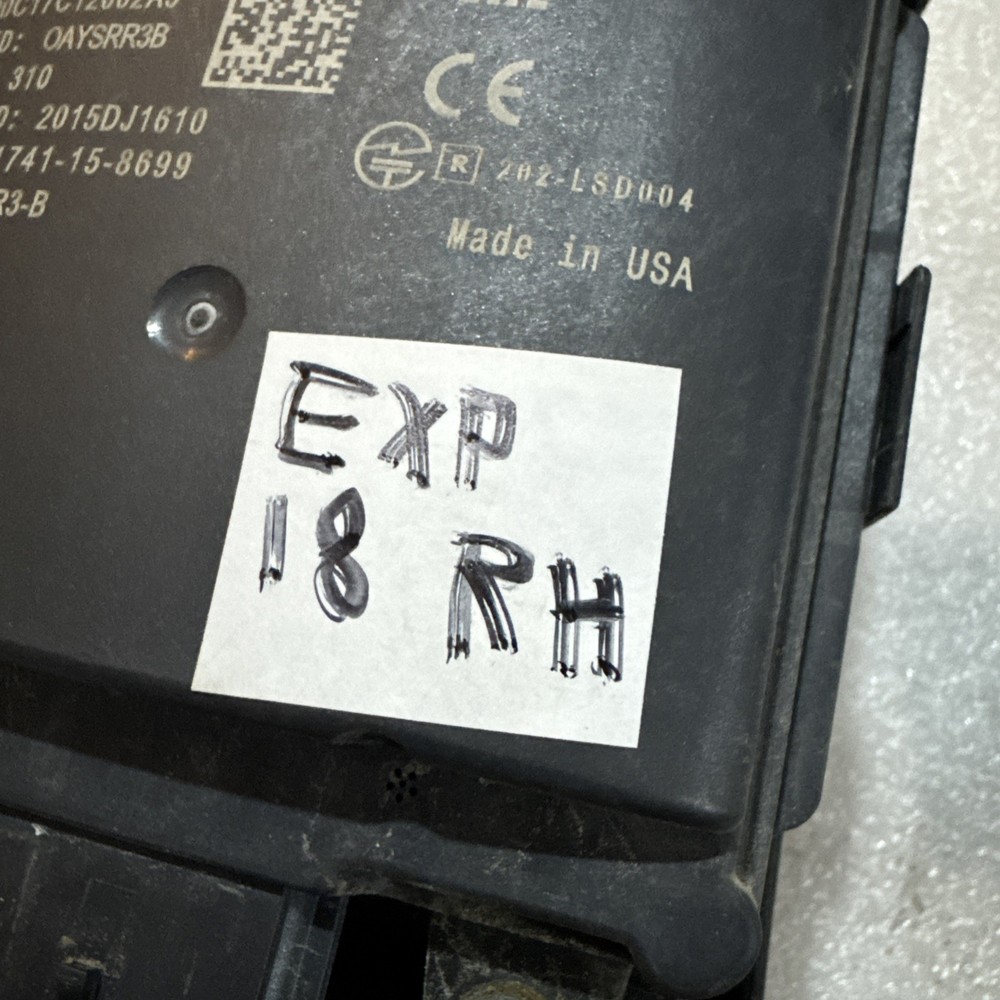 OAYSRR3B
310
D: 2015DJ1610
1741-15-8699
R3-B
CE
R 202-LSD004
Made in USA
EXP
18 RH